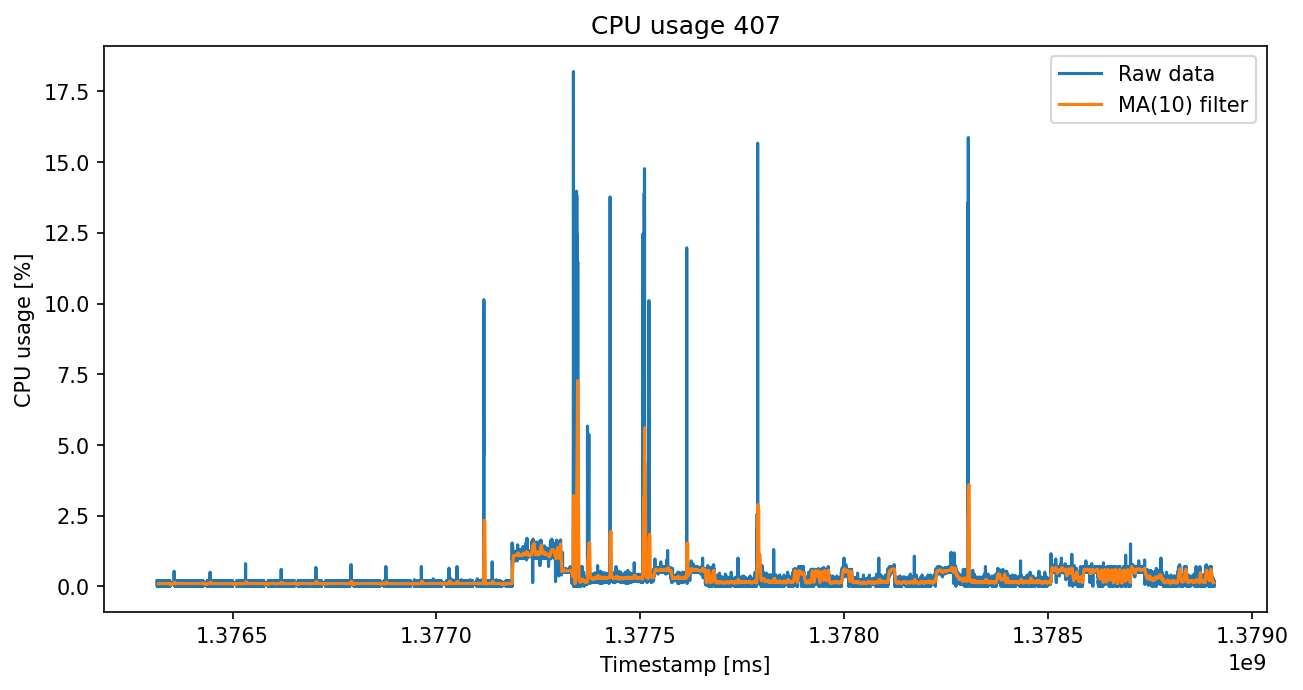 CPU usage 407
Raw data
MA(10) filter
CPU usage [%]
17.5
15.0
12.5
10.0
7.5
5.0
2.5
0.0
1.3765 1.3770 1.3775 1.3780 1.3785 1.3790
1e9
Timestamp [ms]